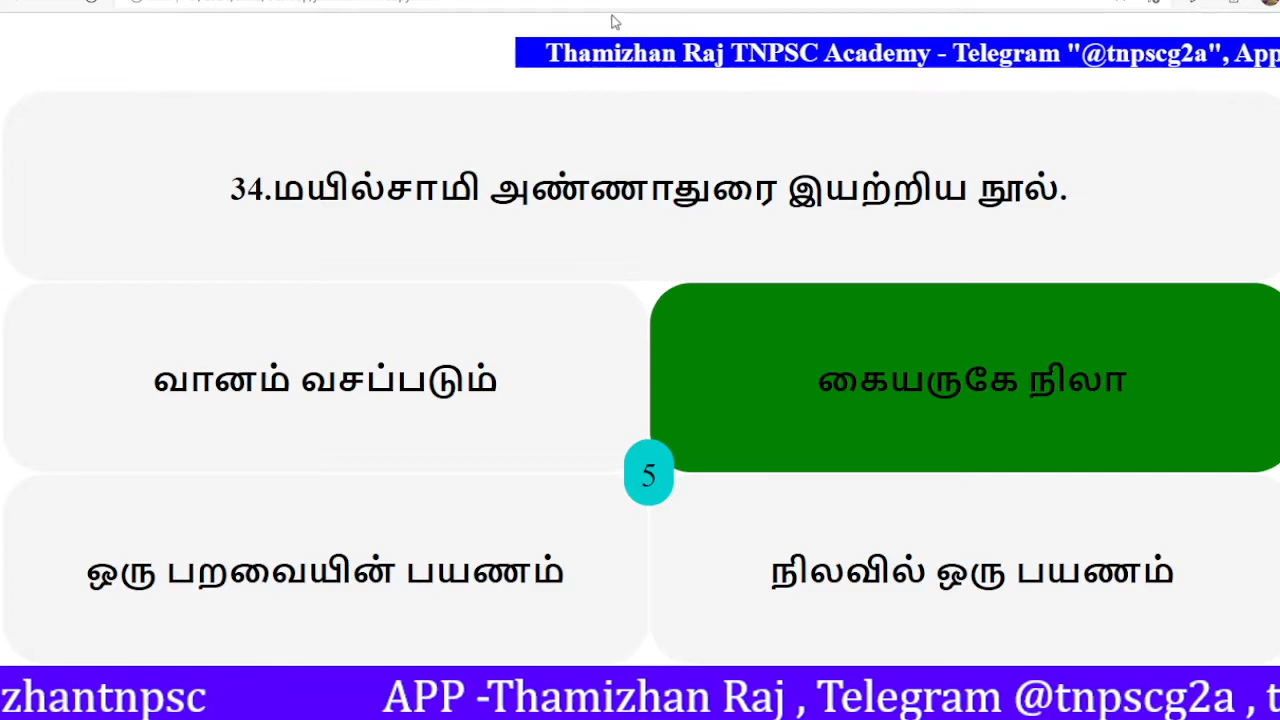 Thamizhan Raj TNPSC Academy - Telegram "@tnpscg2a", App
34.மயில்சாமி அண்ணாதுரை இயற்றிய நூல்.
வானம் வசப்படும்
கையருகே நிலா
5
ஒரு பறவையின் பயணம்
நிலவில் ஒரு பயணம்
zhantnpsc APP -Thamizhan Raj , Telegram @tnpscg2a , t